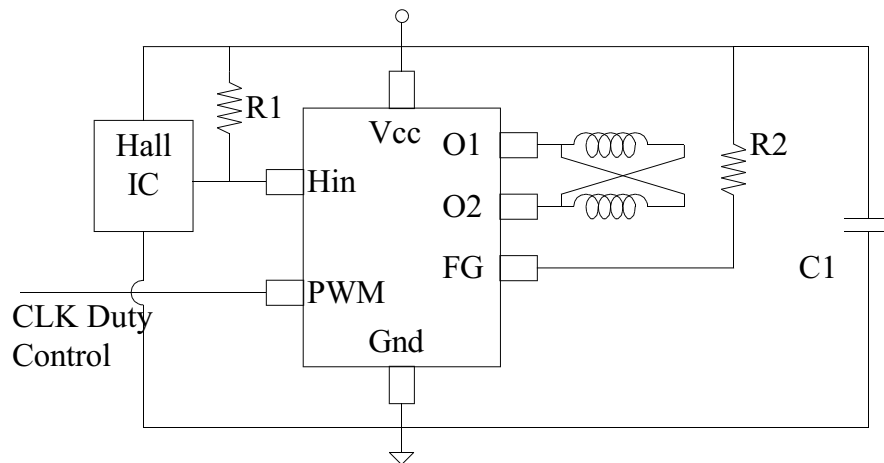 R1
Hall
IC
Vcc
Hin
O1
O2
R2
FG
PWM
C1
CLK Duty
Control
Gnd